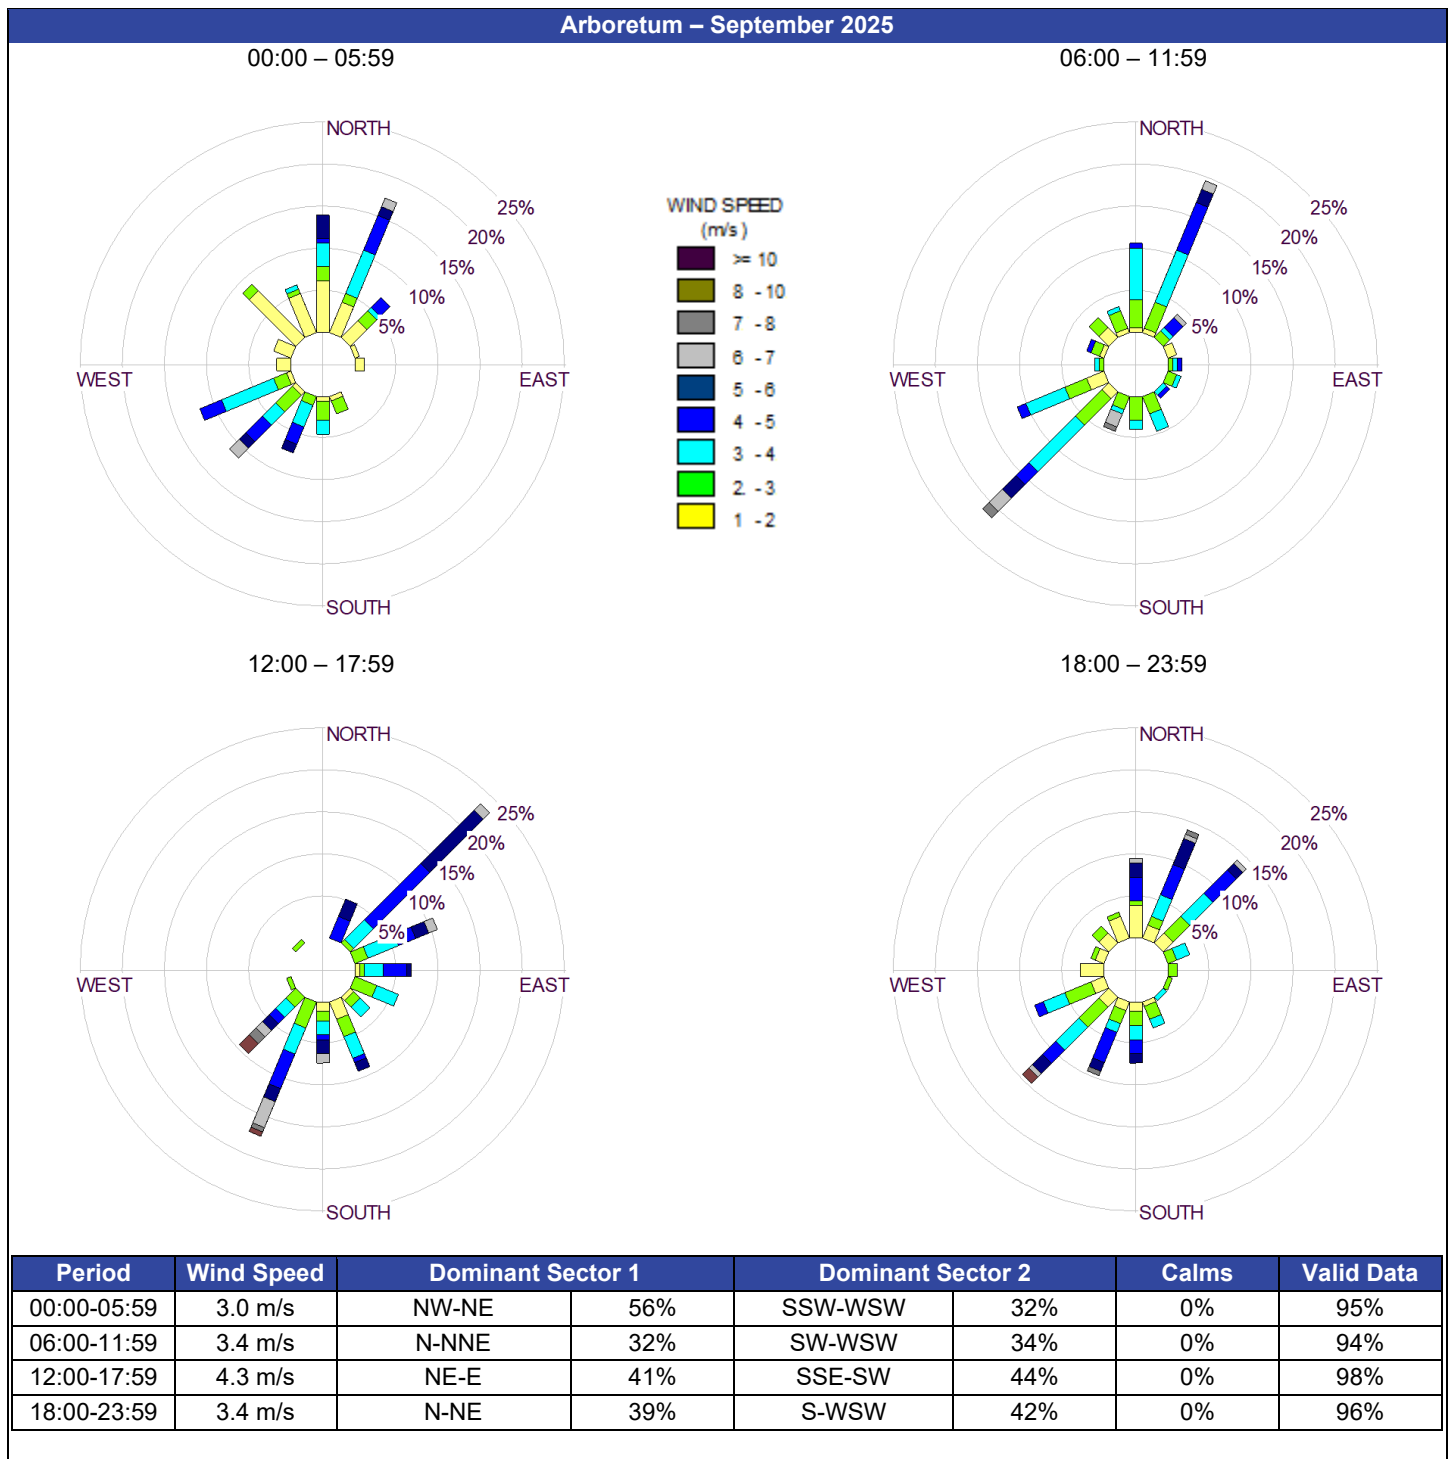 Arboretum – September 2025
00:00 – 05:59
06:00 – 11:59
NORTH
25%
20%
15%
10%
5%
WEST
EAST
SOUTH
WIND SPEED
(m/s)
>= 10
8 - 10
7 - 8
6 - 7
5 - 6
4 - 5
3 - 4
2 - 3
1 - 2
NORTH
25%
20%
15%
10%
5%
WEST
EAST
SOUTH
12:00 – 17:59
18:00 – 23:59
NORTH
25%
20%
15%
10%
5%
WEST
EAST
SOUTH
NORTH
25%
20%
15%
10%
5%
WEST
EAST
SOUTH
Period Wind Speed Dominant Sector 1 Dominant Sector 2 Calms Valid Data
00:00-05:59 3.0 m/s NW-NE 56% SSW-WSW 32% 0% 95%
06:00-11:59 3.4 m/s N-NNE 32% SW-WSW 34% 0% 94%
12:00-17:59 4.3 m/s NE-E 41% SSE-SW 44% 0% 98%
18:00-23:59 3.4 m/s N-NE 39% S-WSW 42% 0% 96%